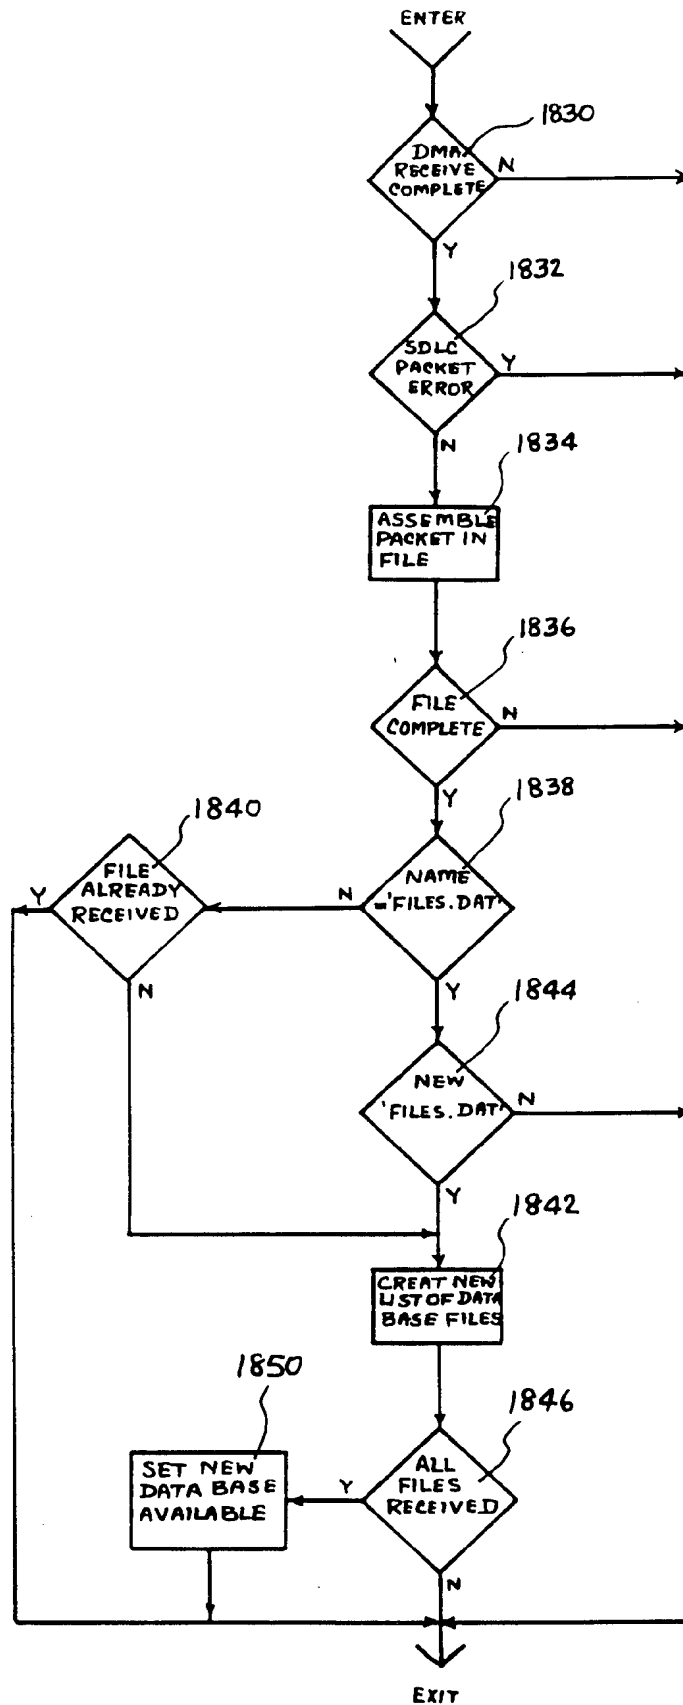 ENTER
1830
DMA
RECEIVE
COMPLETE
N
Y
1832
SDLC
PACKET
ERROR
Y
N
1834
ASSEMBLE
PACKET IN
FILE
1836
FILE
COMPLETE
N
Y
1838
NAME
='FILES.DAT'
N
Y
1840
FILE
ALREADY
RECEIVED
Y
N
1844
NEW
'FILES.DAT'
N
Y
1842
CREAT NEW
LIST OF DATA
BASE FILES
1846
ALL
FILES
RECEIVED
Y
N
1850
SET NEW
DATA BASE
AVAILABLE
EXIT